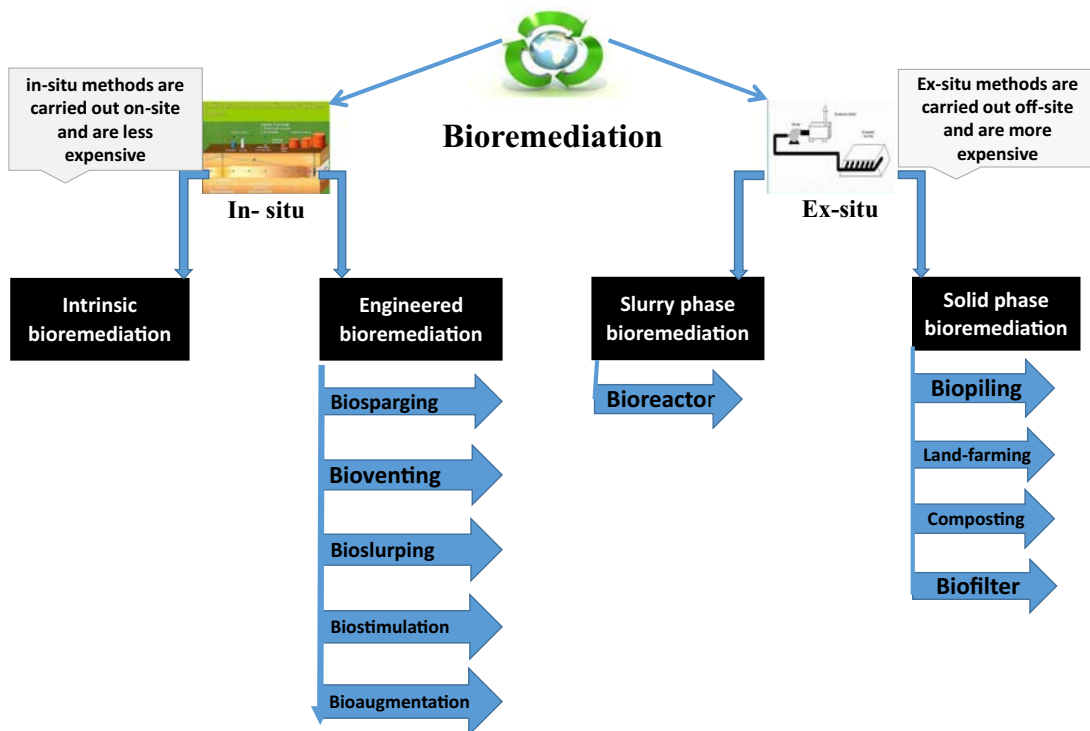 in-situ methods are
carried out on-site
and are less
expensive
Ex-situ methods are
carried out off-site
and are more
expensive
Bioremediation
In- situ
Ex-situ
Intrinsic
bioremediation
Engineered
bioremediation
Slurry phase
bioremediation
Solid phase
bioremediation
Biosparging
Bioventing
Bioslurping
Biostimulation
Bioaugmentation
Bioreactor
Biopiling
Land-farming
Composting
Biofilter